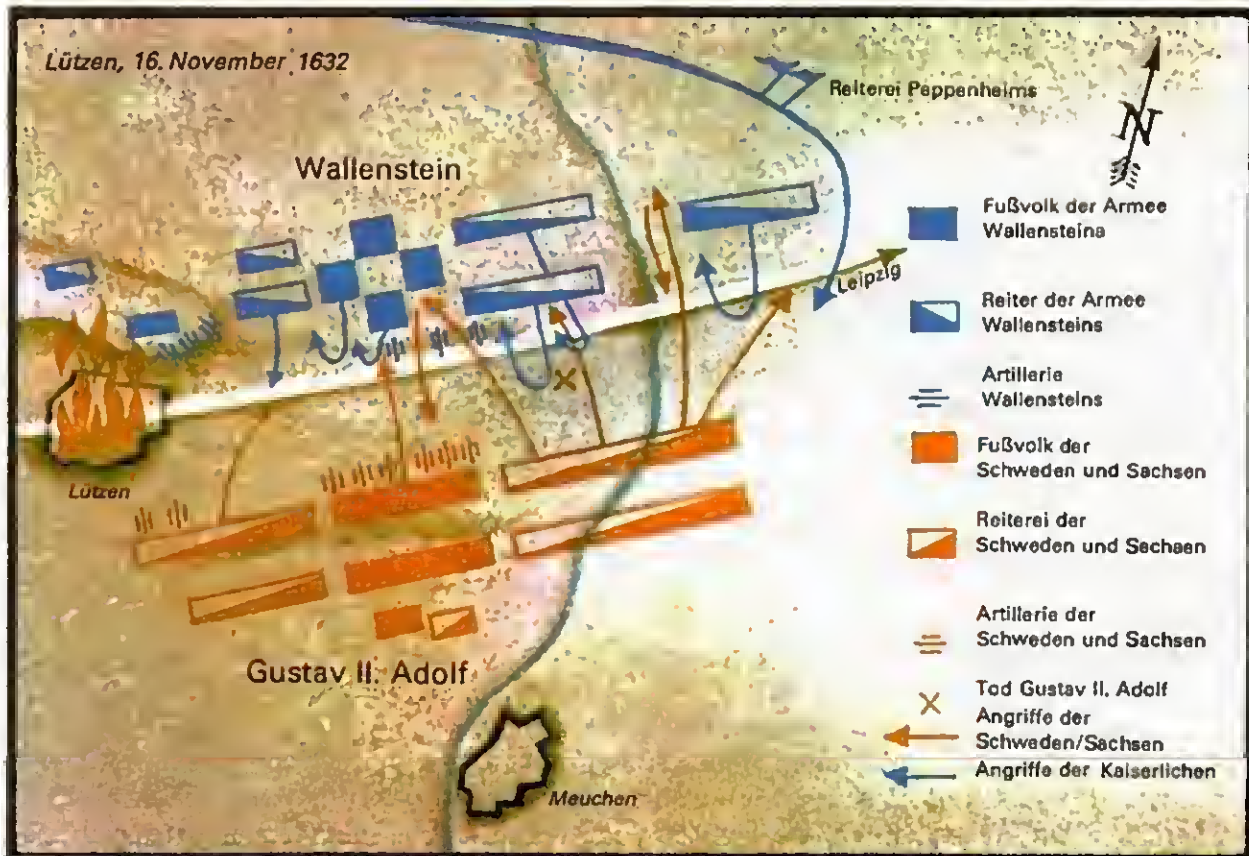 Lützen, 16. November 1632
Reiterei Pappenheims
N
Wallenstein
Leipzig
Lützen
Gustav II. Adolf
Meuchen
Fußvolk der Armee
Wallensteins
Reiter der Armee
Wallensteins
Artillerie
Wallensteins
Fußvolk der
Schweden und Sachsen
Reiterei der
Schweden und Sachsen
Artillerie der
Schweden und Sachsen
Tod Gustav II. Adolf
Angriffe der
Schweden/Sachsen
Angriffe der Kaiserlichen